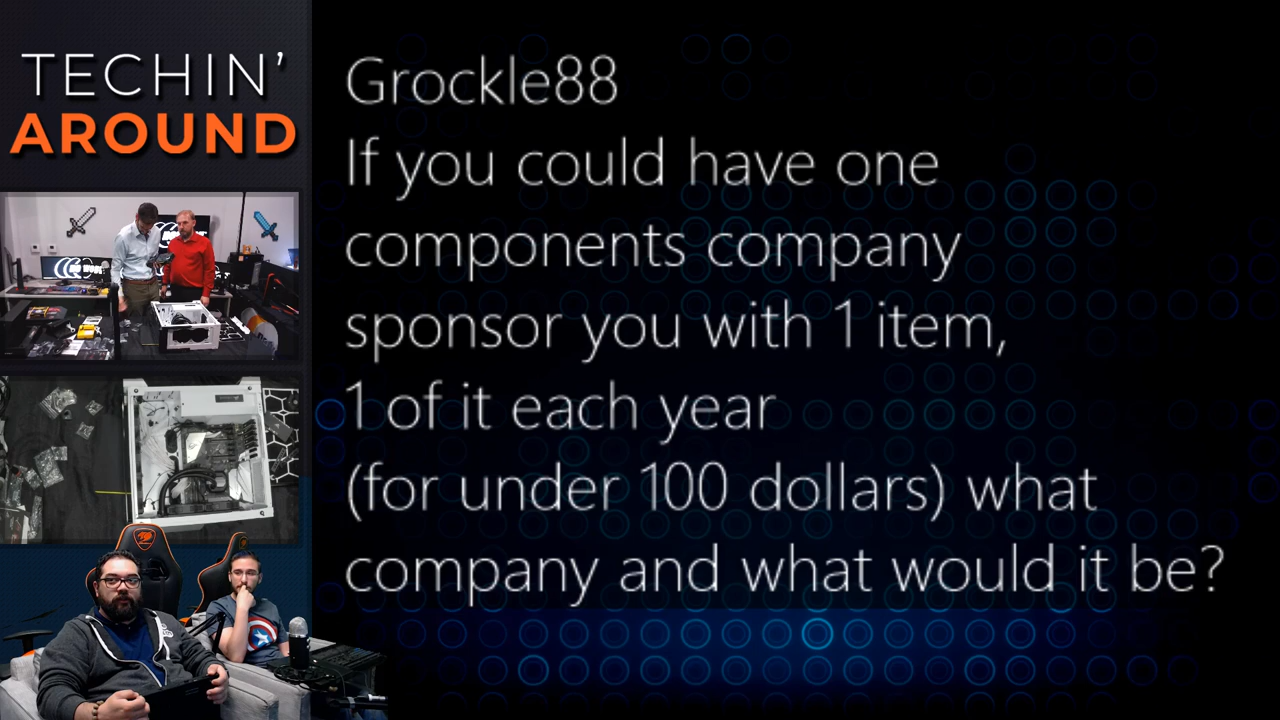 TECHIN'
AROUND
Grockle88
If you could have one
components company
sponsor you with 1 item,
1 of it each year
(for under 100 dollars) what
company and what would it be?